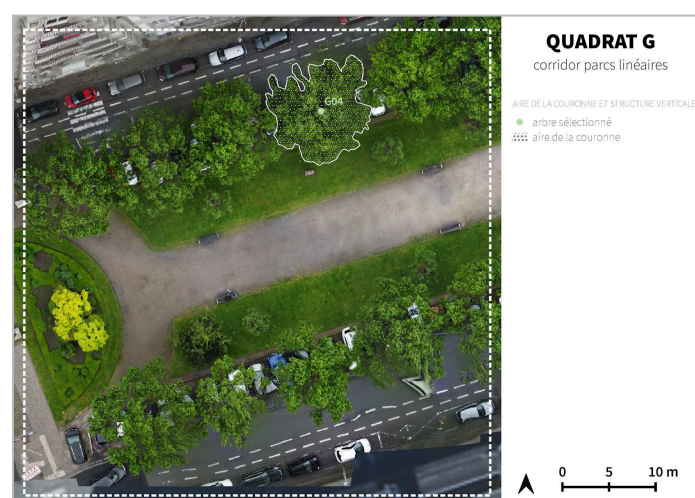 QUADRAT G
corridor parcs linéaires
AIRE DE LA COURONNE ET STRUCTURE VERTICALE
arbre sélectionné
aire de la couronne
G04
0 5 10 m